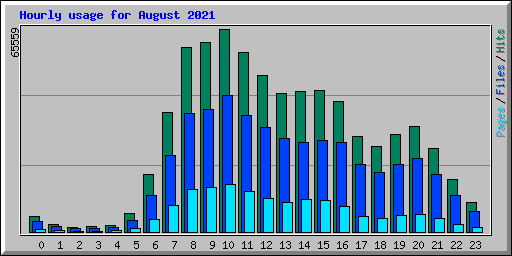 Hourly usage for August 2021
65559
Pages/Files/Hits
0 1 2 3 4 5 6 7 8 9 10 11 12 13 14 15 16 17 18 19 20 21 22 23